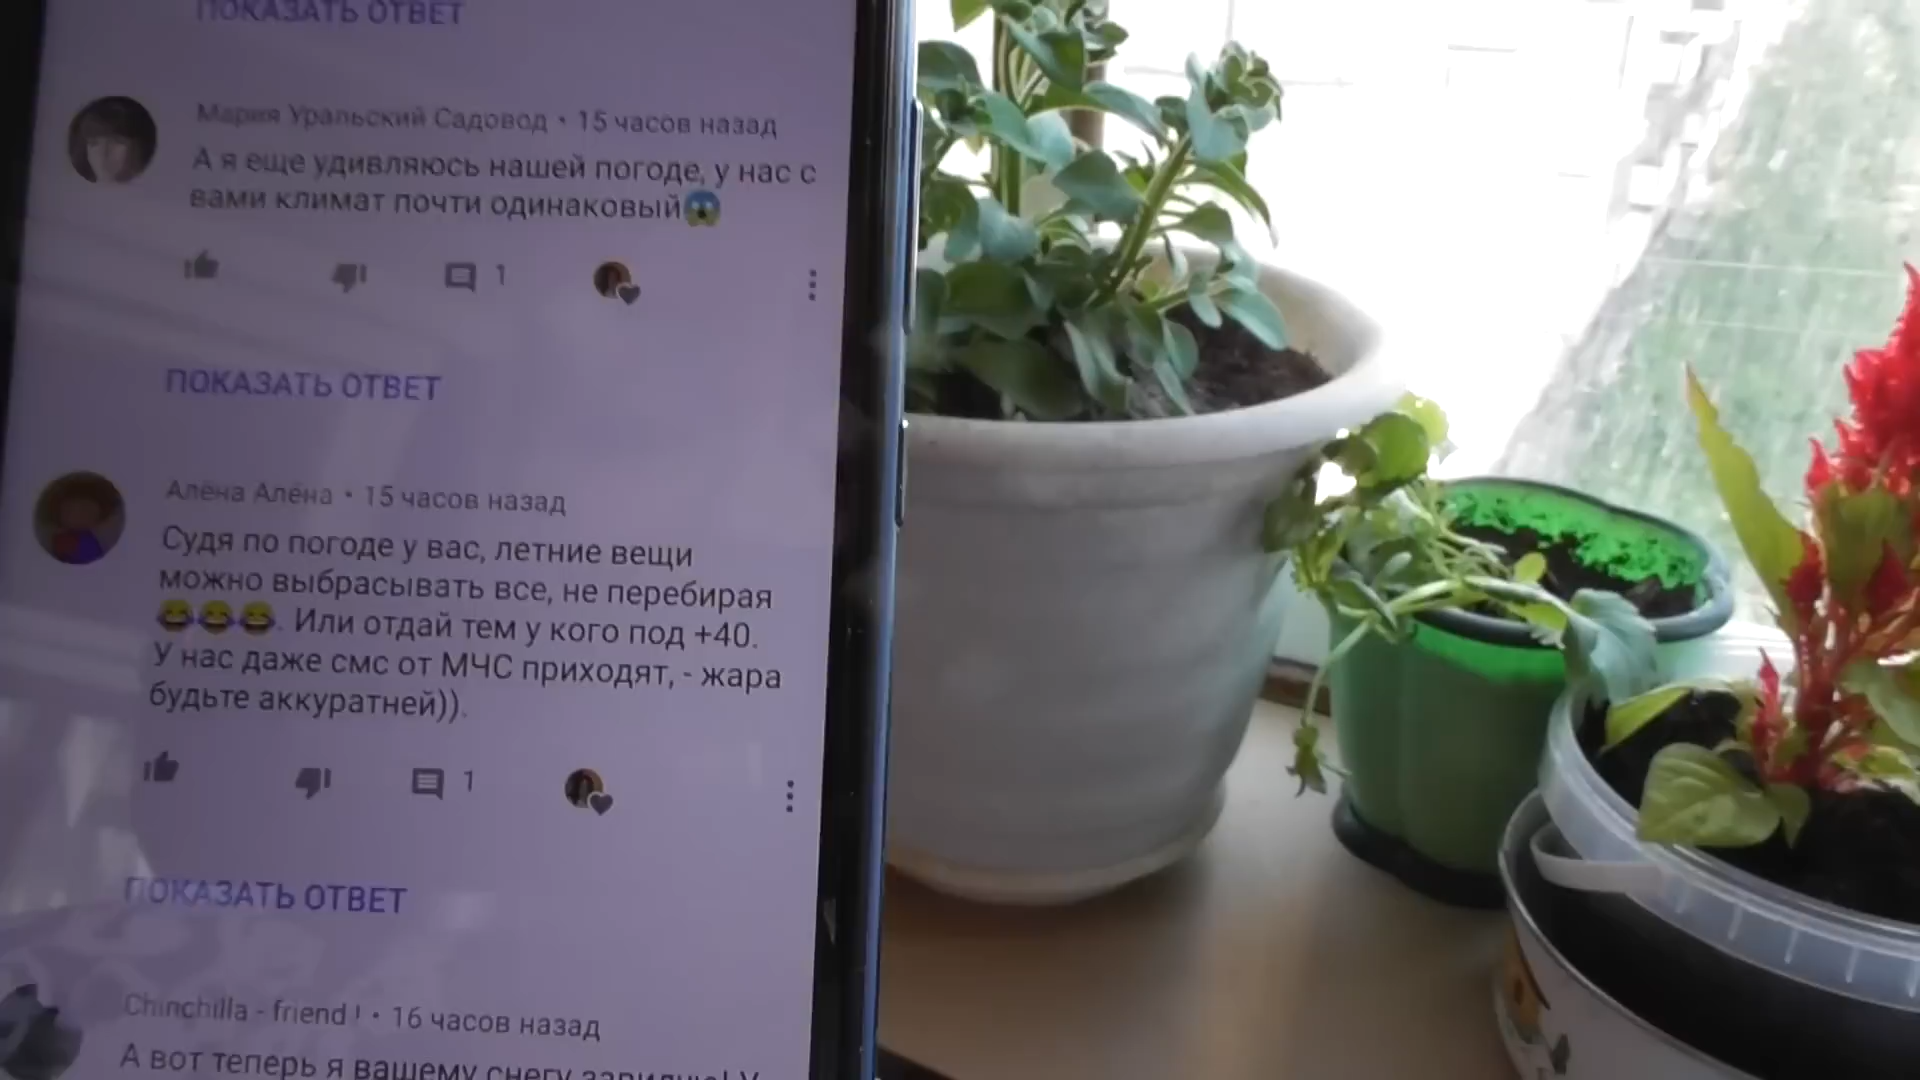 ПОКАЗАТЬ ОТВЕТ
Мария Уральский Садовод • 15 часов назад
А я еще удивляюсь нашей погоде, у нас с
вами климат почти одинаковый😱
1
ПОКАЗАТЬ ОТВЕТ
Алёна Алёна • 15 часов назад
Судя по погоде у вас, летние вещи
можно выбрасывать все, не перебирая
😂😂😂. Или отдай тем у кого под +40.
У нас даже смс от МЧС приходят, - жара
будьте аккуратней)).
1
ПОКАЗАТЬ ОТВЕТ
Chinchilla - friend ! • 16 часов назад
А вот теперь я вашему снегу завидую! У